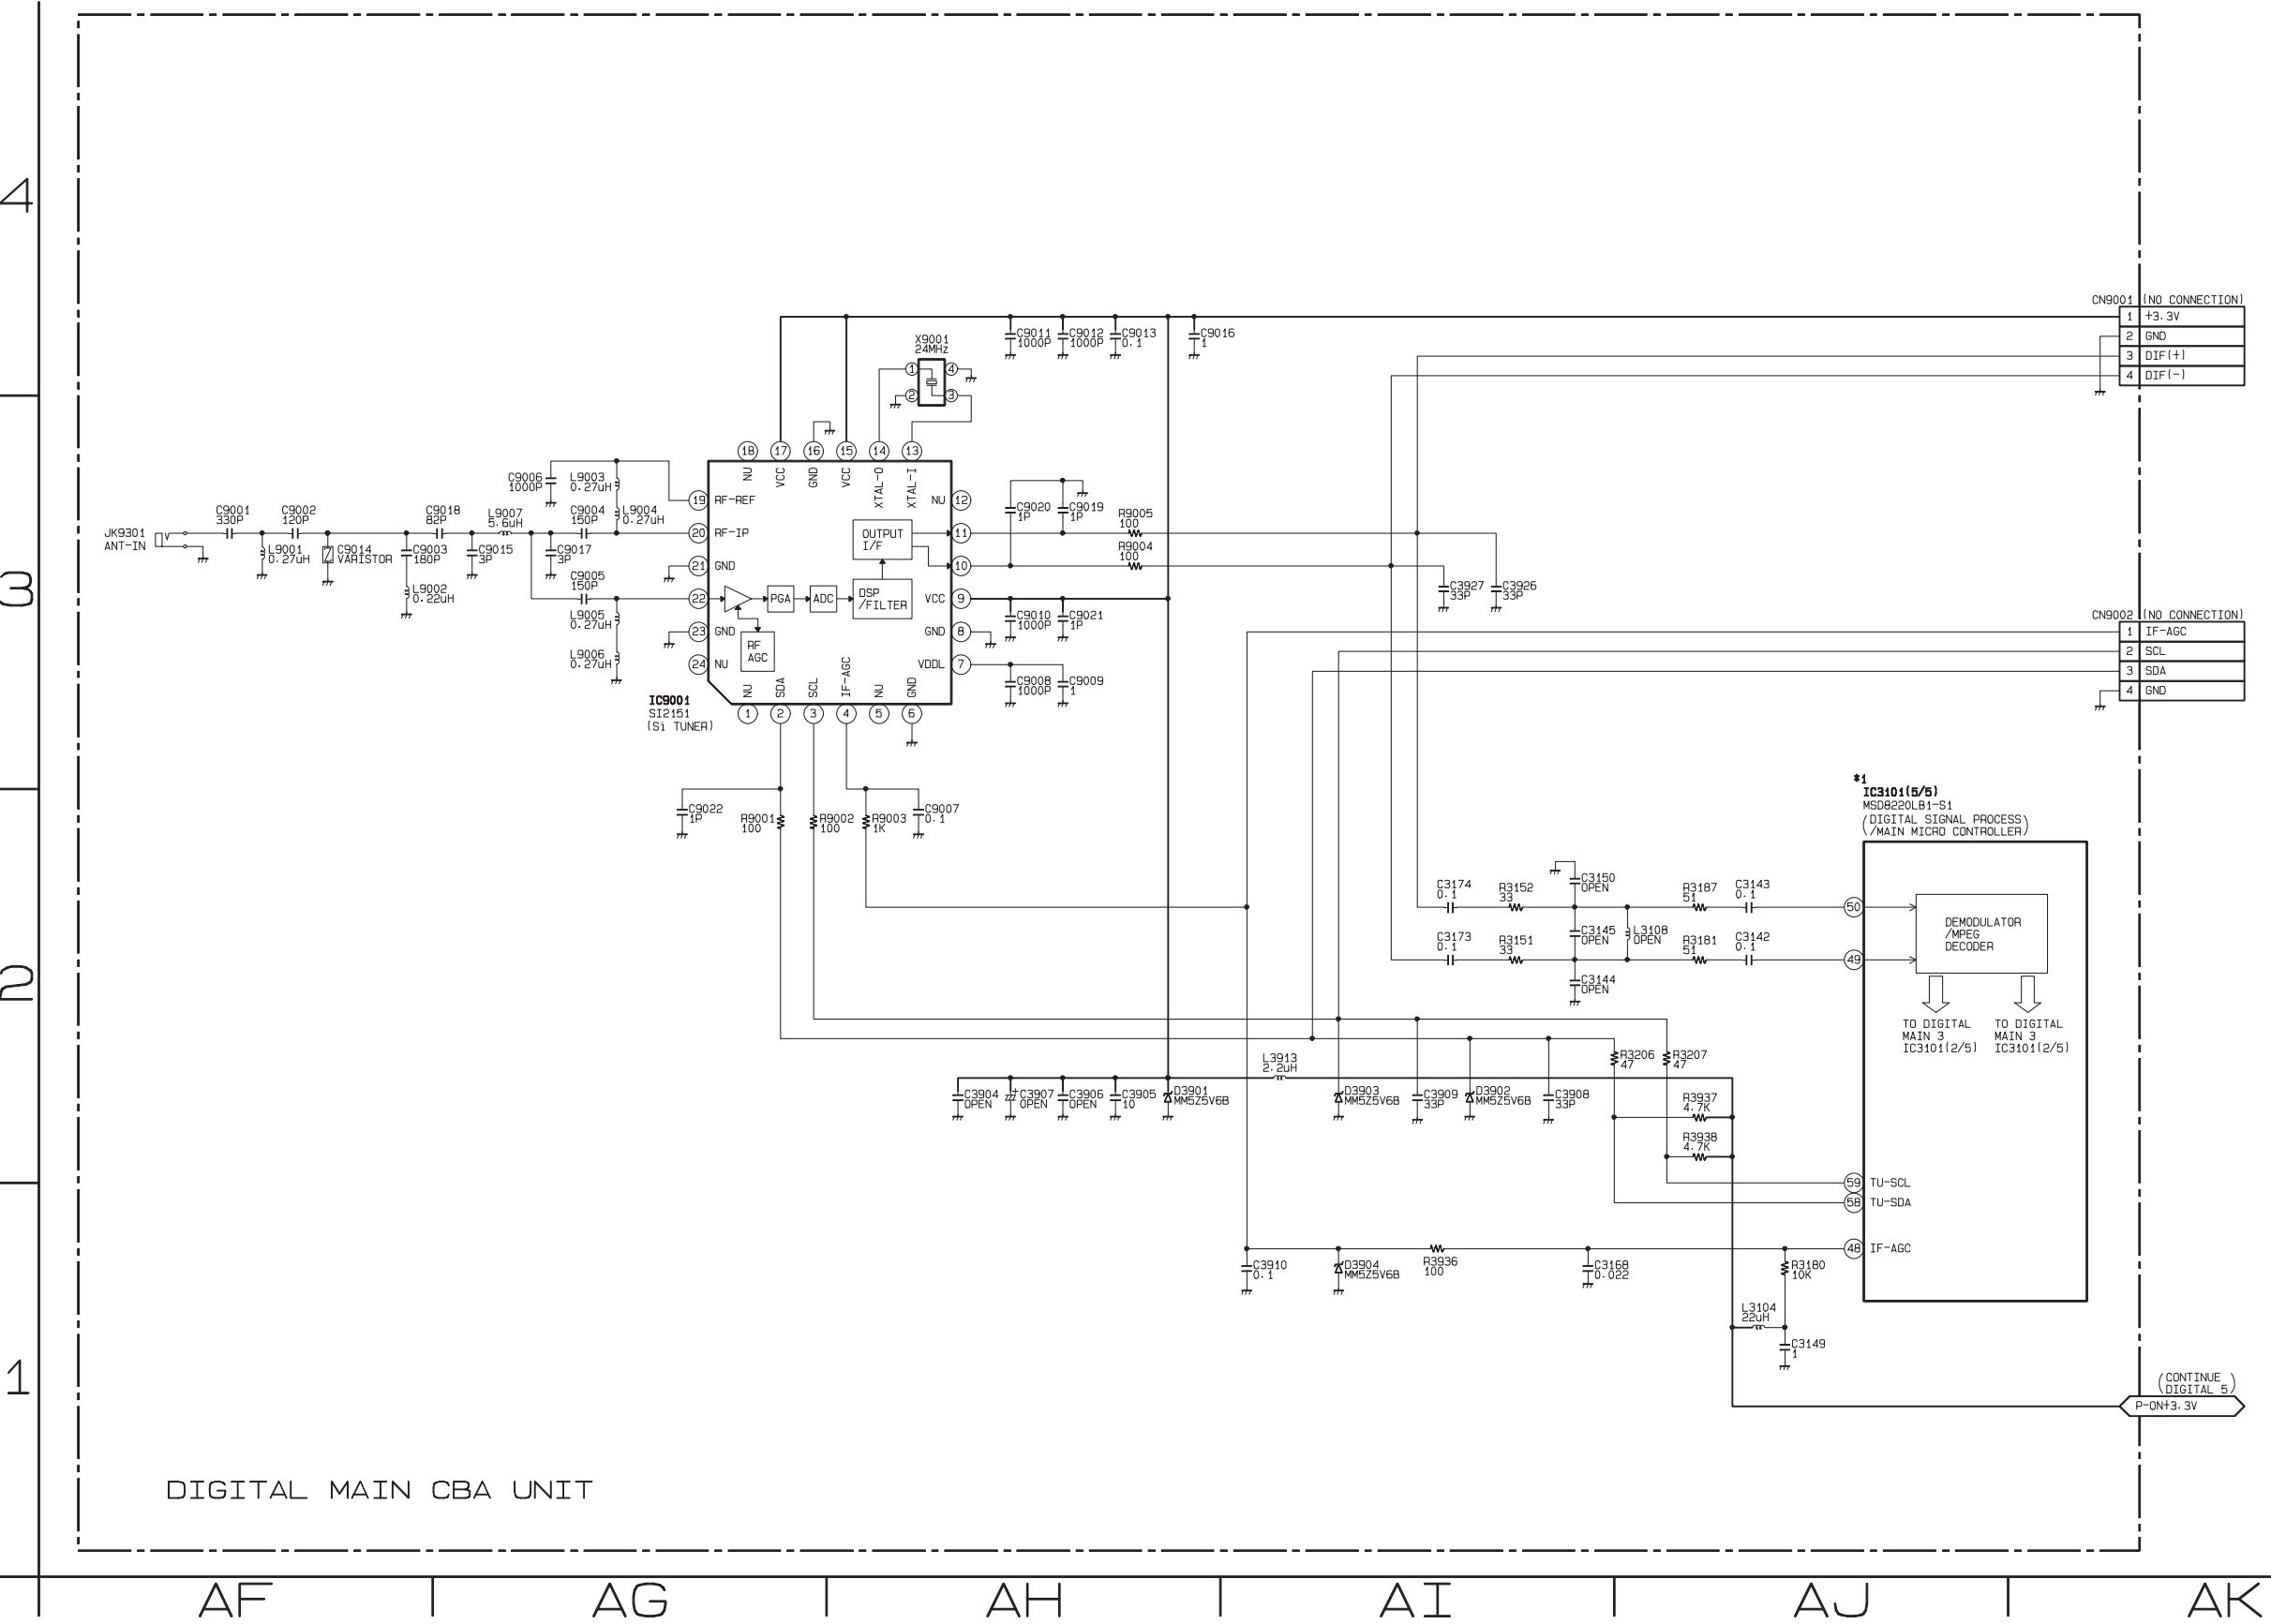 4
3
2
1
CN9001 (NO CONNECTION)
1 +3.3V
2 GND
3 DIF(+)
4 DIF(-)
C9011
1000P
C9012
1000P
C9013
0.1
C9016
1
X9001
24MHz
1
4
2
3
18
17
16
15
14
13
NU
VCC
GND
VCC
XTAL-O
XTAL-I
C9006
1000P
L9003
0.27uH
19 RF-REF
NU 12
C9020
1P
C9019
1P
R9005
100
C9001
330P
C9002
120P
C9018
82P
L9007
5.6uH
C9004
150P
L9004
0.27uH
JK9301
ANT-IN
V
20 RF-IP
OUTPUT
I/F
11
L9001
0.27uH
C9014
VARISTOR
C9003
180P
C9015
3P
C9017
3P
R9004
100
21 GND
10
C9005
150P
L9002
0.22uH
C3927
33P
C3926
33P
22
PGA
ADC
DSP
/FILTER
VCC 9
C9010
1000P
C9021
1P
L9005
0.27uH
23 GND
RF
AGC
GND 8
L9006
0.27uH
24 NU
VDDL 7
C9008
1000P
C9009
1
CN9002 (NO CONNECTION)
1 IF-AGC
2 SCL
3 SDA
4 GND
NU
SDA
SCL
IF-AGC
NU
GND
1
2
3
4
5
6
IC9001
SI2151
(Si TUNER)
C9022
1P
R9001
100
R9002
100
R9003
1K
C9007
0.1
*1
IC3101(5/5)
MSD8220LB1-S1
(DIGITAL SIGNAL PROCESS
/MAIN MICRO CONTROLLER)
C3174
0.1
R3152
33
C3150
OPEN
R3187
51
C3143
0.1
50
C3173
0.1
R3151
33
C3145
OPEN
L3108
OPEN
R3181
51
C3142
0.1
49
DEMODULATOR
/MPEG
DECODER
C3144
OPEN
TO DIGITAL
MAIN 3
IC3101(2/5)
TO DIGITAL
MAIN 3
IC3101(2/5)
L3913
2.2uH
R3206
47
R3207
47
C3904
OPEN
+
C3907
OPEN
C3906
OPEN
C3905
10
D3901
MM5Z5V6B
D3903
MM5Z5V6B
C3909
33P
D3902
MM5Z5V6B
C3908
33P
R3937
4.7K
R3938
4.7K
59 TU-SCL
58 TU-SDA
48 IF-AGC
C3910
0.1
D3904
MM5Z5V6B
R3936
100
C3168
0.022
R3180
10K
L3104
22uH
C3149
1
(CONTINUE
DIGITAL 5)
P-ON+3.3V
DIGITAL MAIN CBA UNIT
AF AG AH AI AJ AK